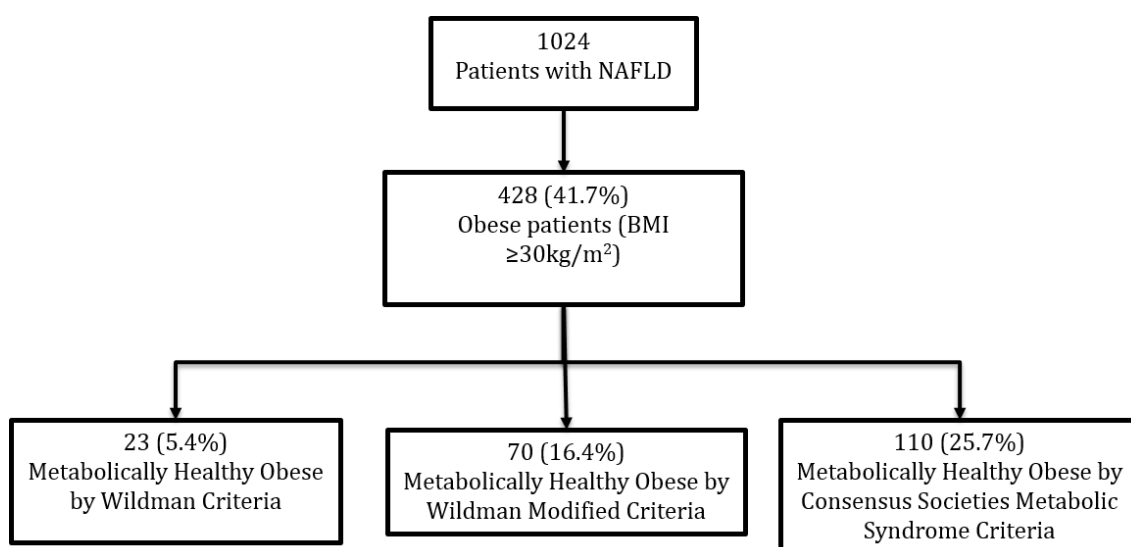 1024
Patients with NAFLD
428 (41.7%)
Obese patients (BMI
≥30kg/m²)
23 (5.4%)
Metabolically Healthy Obese
by Wildman Criteria
70 (16.4%)
Metabolically Healthy Obese by
Wildman Modified Criteria
110 (25.7%)
Metabolically Healthy Obese by
Consensus Societies Metabolic
Syndrome Criteria